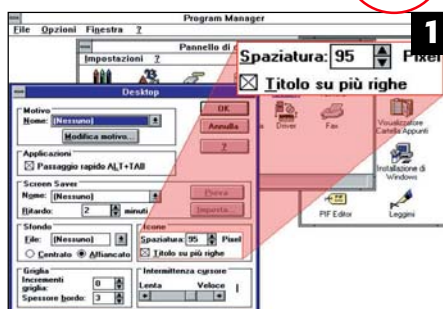 Program Manager
File Opzioni Finestra ?
1
Pannello di
Impostazioni ?
Spaziatura: 95 Pixel
Titolo su più righe
Desktop
Motivo
Nome: (Nessuno)
Modifica motivo...
OK
Annulla
?
Driver
Fax
Visualizzatore
Cartella Appunti
Applicazioni
Passaggio rapido ALT+TAB
Installazione di
Windows
Screen Saver
Nome: (Nessuno)
Prova
Ritardo: 2 minuti
Imposta...
PIF Editor
Leggimi
Sfondo
File: (Nessuno)
Centrato Affiancato
Icone
Spaziatura: 95 Pixel
Titolo su più righe
Griglia
Incrementi
griglia: 0
Spessore bordo: 3
Intermittenza cursore
Lenta Veloce